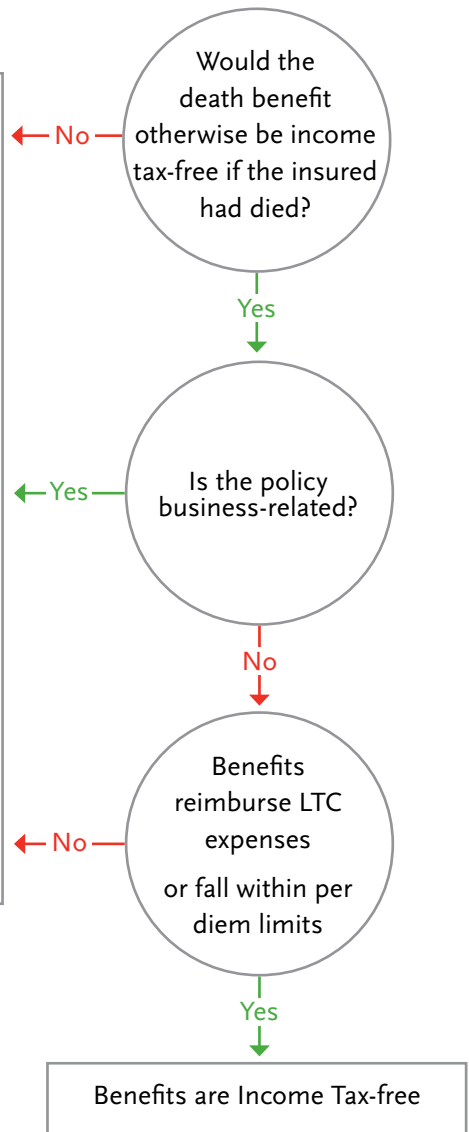 Would the
death benefit
otherwise be income
tax-free if the insured
had died?
No
Yes
Is the policy
business-related?
Yes
No
Benefits
reimburse LTC
expenses
or fall within per
diem limits
No
Yes
Benefits are Income Tax-free